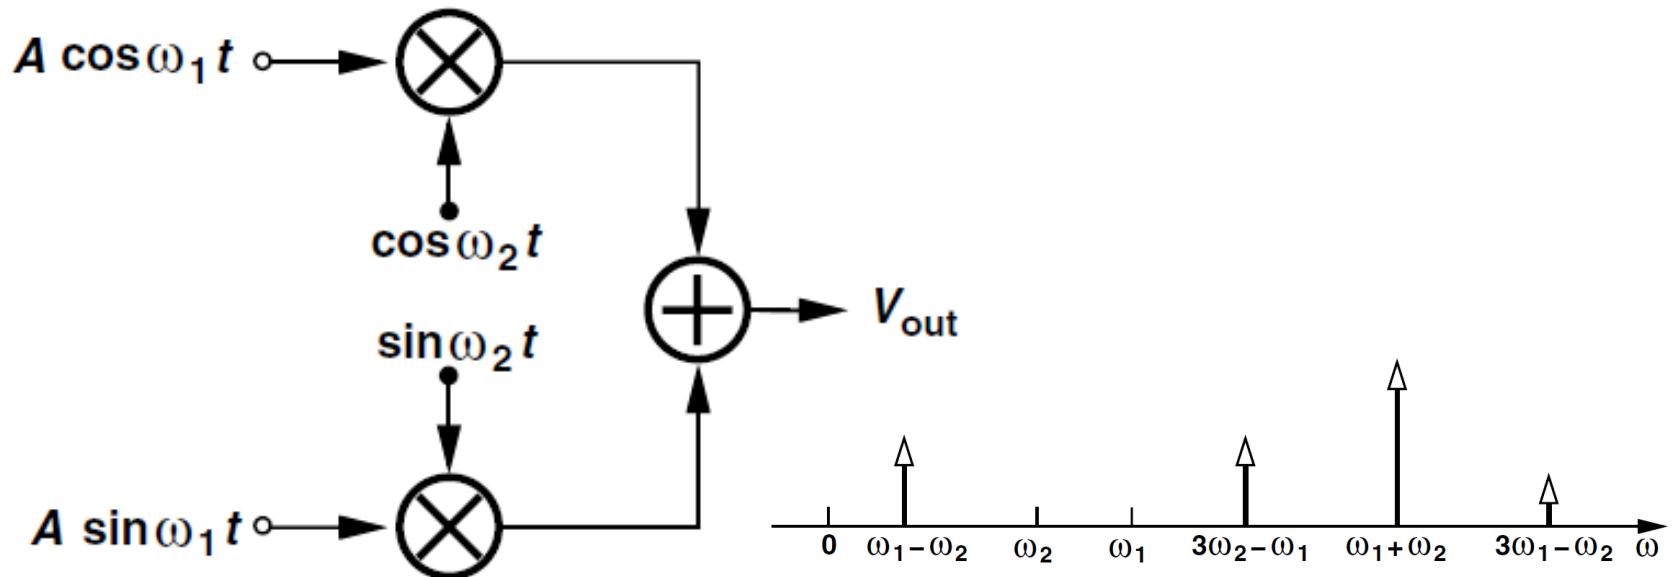 A cos ω₁ t
cos ω₂ t
sin ω₂ t
A sin ω₁ t
V_out
0 ω₁ − ω₂ ω₂ ω₁ 3ω₂ − ω₁ ω₁ + ω₂ 3ω₁ − ω₂ ω